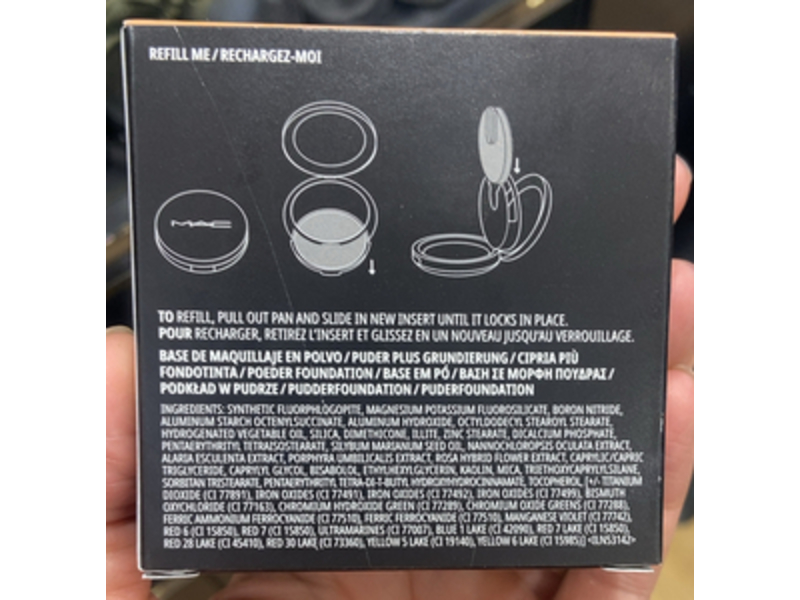 REFILL ME / RECHARGEZ-MOI
MAC
TO REFILL, PULL OUT PAN AND SLIDE IN NEW INSERT UNTIL IT LOCKS IN PLACE.
POUR RECHARGER, RETIREZ L'INSERT ET GLISSEZ EN UN NOUVEAU JUSQU'AU VERROUILLAGE.
BASE DE MAQUILLAJE EN POLVO / PUDER PLUS GRUNDIERUNG / CIPRIA PIÙ
FONDOTINTA / POEDER FOUNDATION / BASE EM PÓ / ΒΑΣΗ ΣΕ ΜΟΡΦΗ ΠΟΥΔΡΑΣ /
PODKŁAD W PUDRZE / PUDDERFOUNDATION / PUDERFOUNDATION
INGREDIENTS: SYNTHETIC FLUORPHLOGOPITE, MAGNESIUM POTASSIUM FLUOROSILICATE, BORON NITRIDE,
ALUMINUM STARCH OCTENYLSUCCINATE, ALUMINUM HYDROXIDE, OCTYLDODECYL STEAROYL STEARATE,
HYDROGENATED VEGETABLE OIL, SILICA, DIMETHICONE, ILLITE, ZINC STEARATE, DICALCIUM PHOSPHATE,
PENTAERYTHRITYL TETRAISOSTEARATE, SILYBUM MARIANUM SEED OIL, NANNOCHLOROPSIS OCULATA EXTRACT,
ALARIA ESCULENTA EXTRACT, PORPHYRA UMBILICALIS EXTRACT, ROSA HYBRID FLOWER EXTRACT, CAPRYLIC/CAPRIC
TRIGLYCERIDE, CAPRYLYL GLYCOL, BISABOLOL, ETHYLHEXYLGLYCERIN, KAOLIN, MICA, TRIETHOXYCAPRYLYLSILANE,
SORBITAN TRISTEARATE, PENTAERYTHRITYL TETRA-DI-T-BUTYL HYDROXYHYDROCINNAMATE, TOCOPHEROL, [+/- TITANIUM
DIOXIDE (CI 77891), IRON OXIDES (CI 77491), IRON OXIDES (CI 77492), IRON OXIDES (CI 77499), BISMUTH
OXYCHLORIDE (CI 77163), CHROMIUM HYDROXIDE GREEN (CI 77289), CHROMIUM OXIDE GREENS (CI 77288),
FERRIC AMMONIUM FERROCYANIDE (CI 77510), FERRIC FERROCYANIDE (CI 77510), MANGANESE VIOLET (CI 77742),
RED 6 (CI 15850), RED 7 (CI 15850), ULTRAMARINES (CI 77007), BLUE 1 LAKE (CI 42090), RED 7 LAKE (CI 15850),
RED 28 LAKE (CI 45410), RED 30 LAKE (CI 73360), YELLOW 5 LAKE (CI 19140), YELLOW 6 LAKE (CI 15985)] <ILN53142>